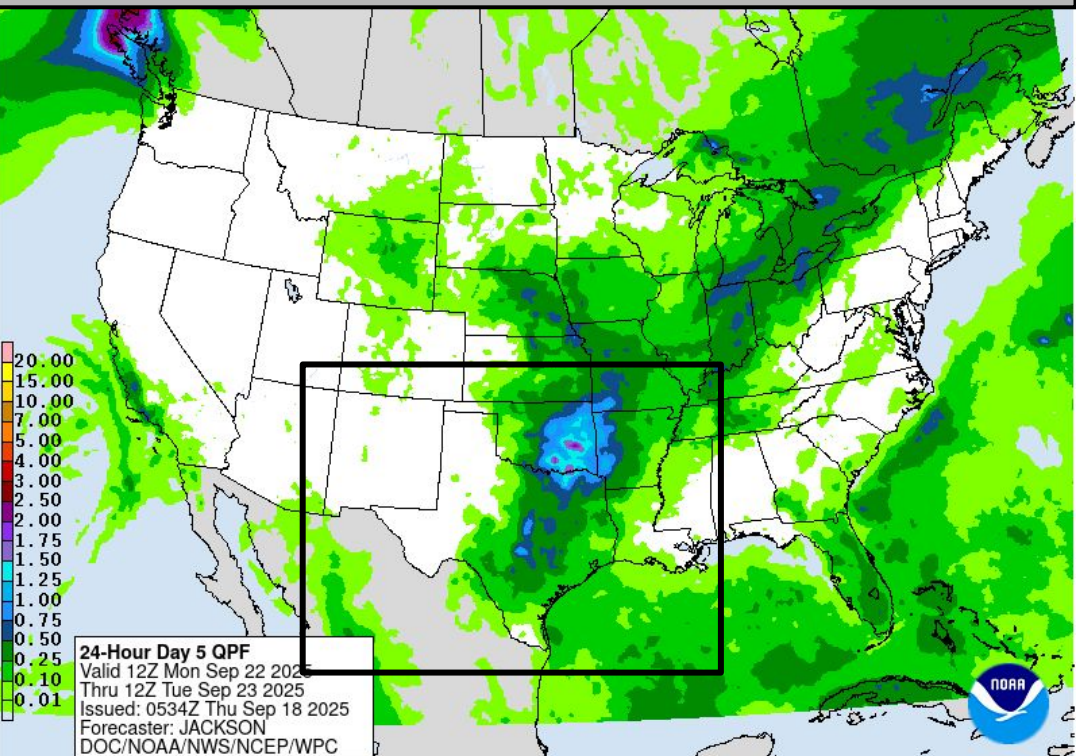 20.00
15.00
10.00
7.00
5.00
4.00
3.00
2.50
2.00
1.75
1.50
1.25
1.00
0.75
0.50
0.25
0.10
0.01
24-Hour Day 5 QPF
Valid 12Z Mon Sep 22 2025
Thru 12Z Tue Sep 23 2025
Issued: 0534Z Thu Sep 18 2025
Forecaster: JACKSON
DOC/NOAA/NWS/NCEP/WPC
NOAA